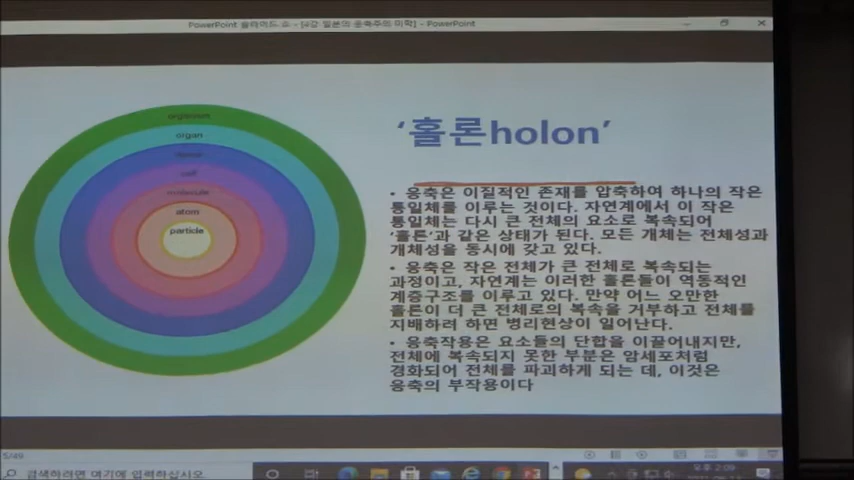 PowerPoint 슬라이드 쇼 - [4강 일본의 응축주의 미학] - PowerPoint
organism
organ
tissue
cell
molecule
atom
particle
‘홀론holon’
• 응축은 이질적인 존재를 압축하여 하나의 작은
통일체를 이루는 것이다. 자연계에서 이 작은
통일체는 다시 큰 전체의 요소로 복속되어
‘홀론’과 같은 상태가 된다. 모든 개체는 전체성과
개체성을 동시에 갖고 있다.
• 응축은 작은 전체가 큰 전체로 복속되는
과정이고, 자연계는 이러한 홀론들이 역동적인
계층구조를 이루고 있다. 만약 어느 오만한
홀론이 더 큰 전체로의 복속을 거부하고 전체를
지배하려 하면 병리현상이 일어난다.
• 응축작용은 요소들의 단합을 이끌어내지만,
전체에 복속되지 못한 부분은 암세포처럼
경화되어 전체를 파괴하게 되는 데, 이것은
응축의 부작용이다
5/49
검색하려면 여기에 입력하십시오.
오후 2:09